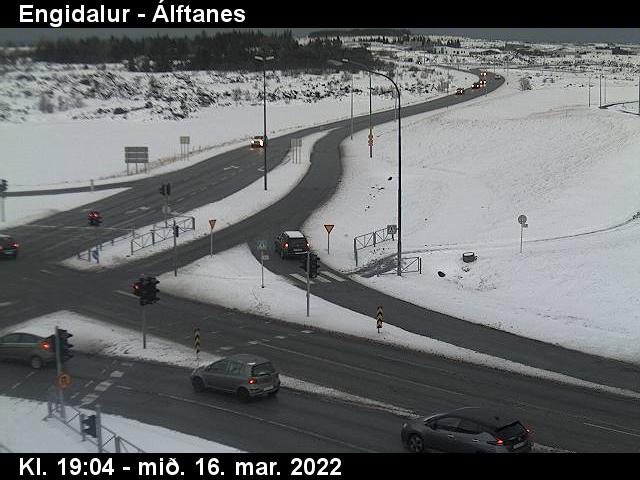 Engidalur - Álftanes
Kl. 19:04 - mið. 16. mar. 2022